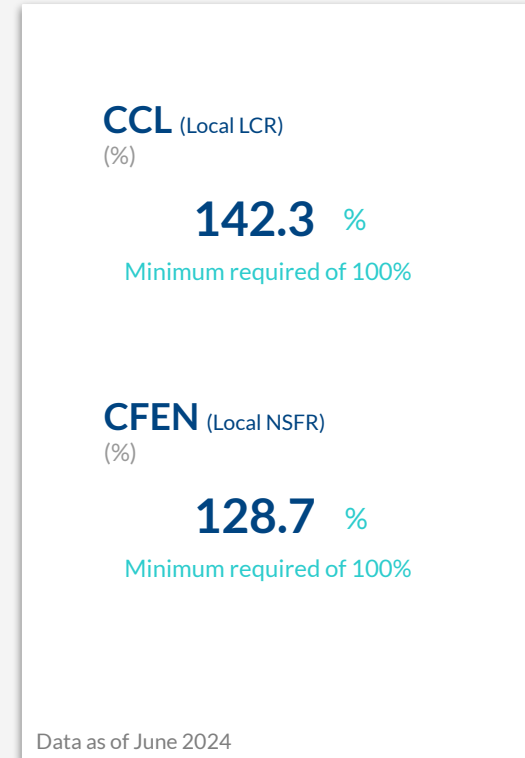 CCL (Local LCR)
(%)
142.3 %
Minimum required of 100%
CFEN (Local NSFR)
(%)
128.7 %
Minimum required of 100%
Data as of June 2024